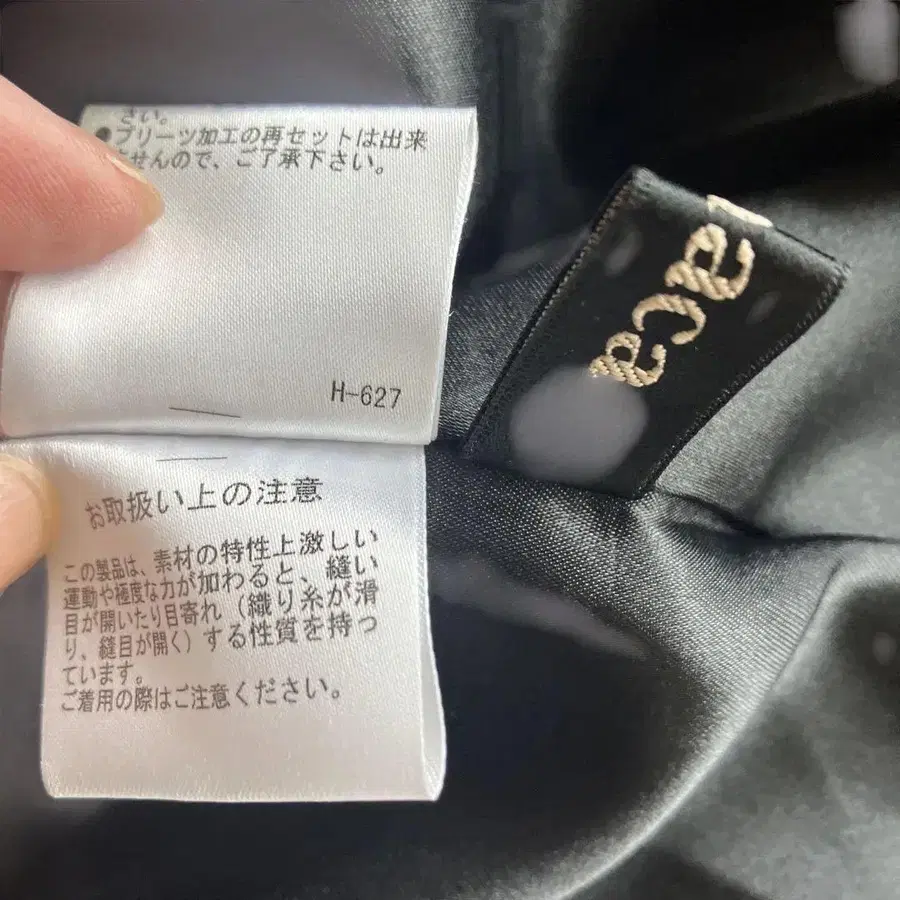 さい。
●プリーツ加工の再セットは出来
ませんので、ご了承下さい。
H-627
お取扱い上の注意
この製品は、素材の特性上激しい
運動や極度な力が加わると、縫い
目が開いたり目寄れ（織り糸が滑
り、縫目が開く）する性質を持っ
ています。
ご着用の際はご注意ください。